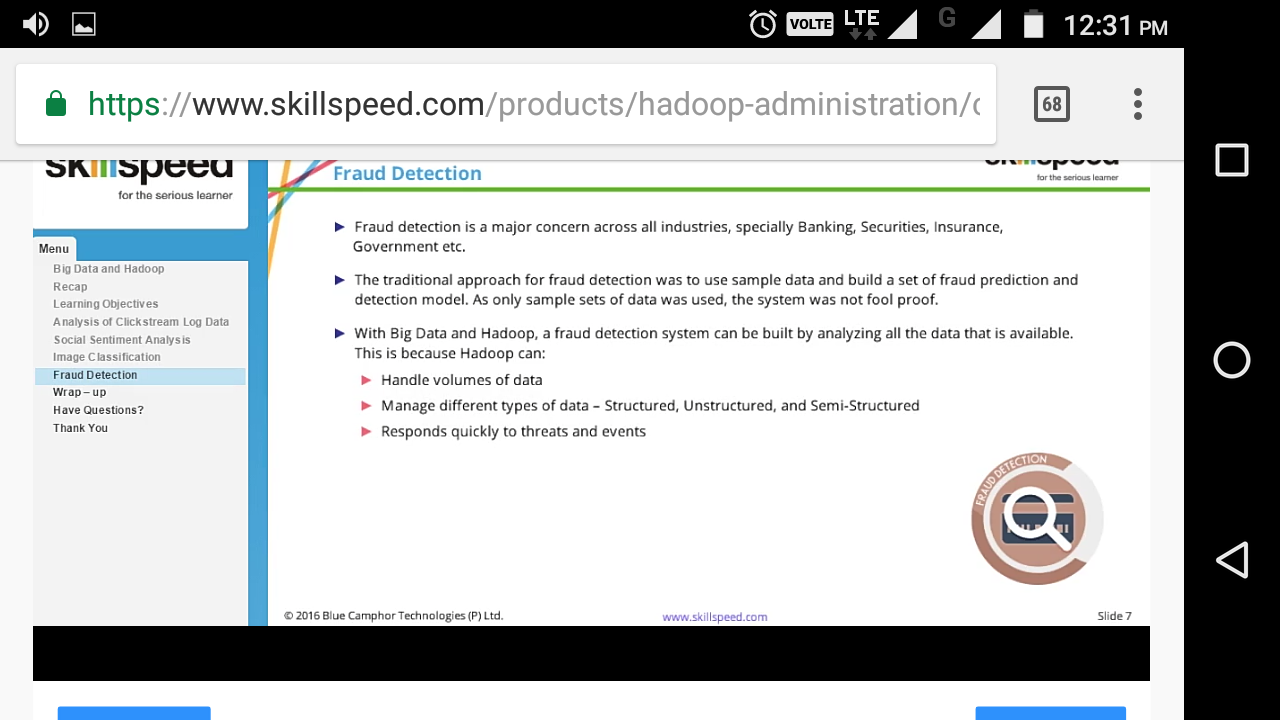 VOLTE LTE G 12:31 PM
https://www.skillspeed.com/products/hadoop-administration/
68
skillspeed
for the serious learner
Menu
Big Data and Hadoop
Recap
Learning Objectives
Analysis of Clickstream Log Data
Social Sentiment Analysis
Image Classification
Fraud Detection
Wrap – up
Have Questions?
Thank You
Fraud Detection
skillspeed
for the serious learner
Fraud detection is a major concern across all industries, specially Banking, Securities, Insurance,
Government etc.
The traditional approach for fraud detection was to use sample data and build a set of fraud prediction and
detection model. As only sample sets of data was used, the system was not fool proof.
With Big Data and Hadoop, a fraud detection system can be built by analyzing all the data that is available.
This is because Hadoop can:
Handle volumes of data
Manage different types of data – Structured, Unstructured, and Semi-Structured
Responds quickly to threats and events
FRAUD DETECTION
© 2016 Blue Camphor Technologies (P) Ltd.
www.skillspeed.com
Slide 7